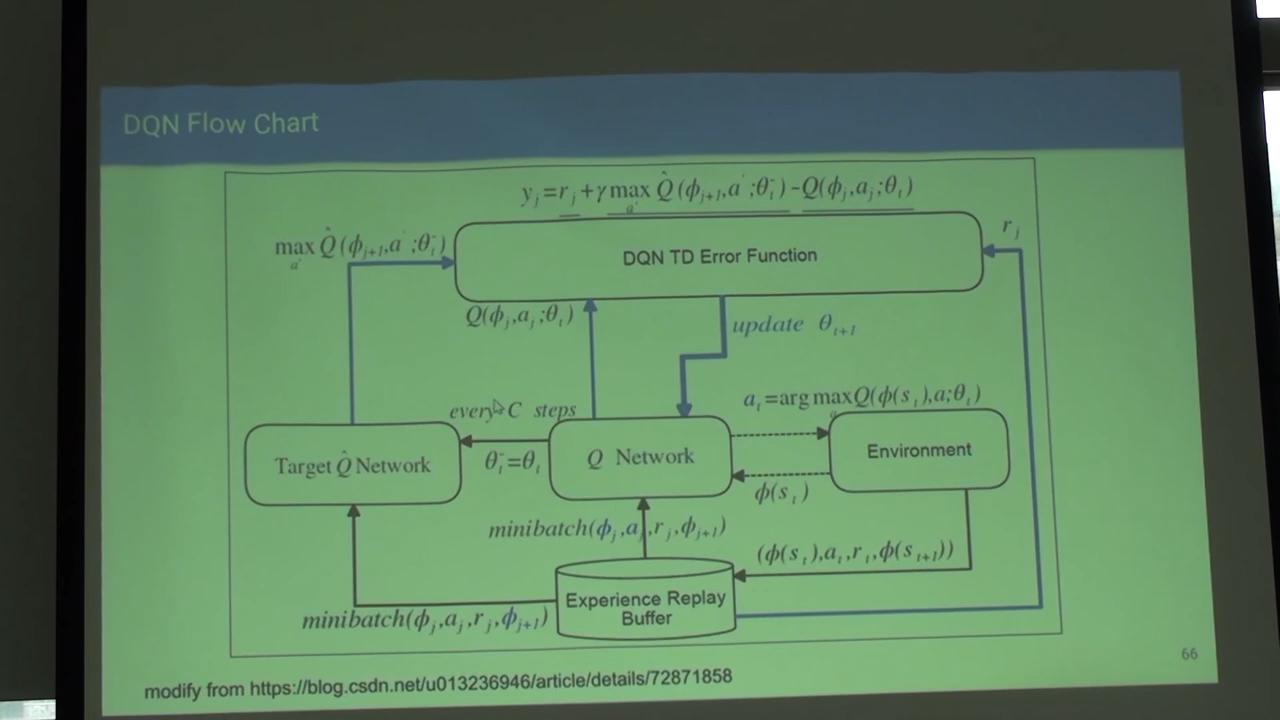 DQN Flow Chart
y_j=r_j+γ max_a' Q̂(ϕ_{j+1},a';θ_i^-)-Q(ϕ_j,a_j;θ_i)
max_a' Q̂(ϕ_{j+1},a';θ_i^-)
r_j
DQN TD Error Function
Q(ϕ_j,a_j;θ_i)
update θ_{t+1}
every C steps
a_t=arg max_a Q(ϕ(s_t),a;θ_t)
Target Q̂ Network
θ_t^-=θ_t
Q Network
Environment
ϕ(s_t)
minibatch(ϕ_j,a_j,r_j,ϕ_{j+1})
(ϕ(s_t),a_t,r_t,ϕ(s_{t+1}))
Experience Replay
Buffer
minibatch(ϕ_j,a_j,r_j,ϕ_{j+1})
66
modify from https://blog.csdn.net/u013236946/article/details/72871858